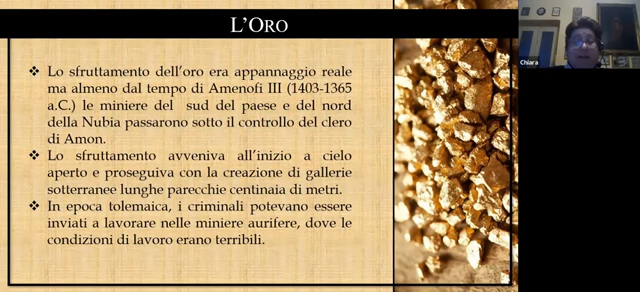 L'ORO
❖ Lo sfruttamento dell'oro era appannaggio reale
ma almeno dal tempo di Amenofi III (1403-1365
a.C.) le miniere del sud del paese e del nord
della Nubia passarono sotto il controllo del clero
di Amon.
❖ Lo sfruttamento avveniva all'inizio a cielo
aperto e proseguiva con la creazione di gallerie
sotterranee lunghe parecchie centinaia di metri.
❖ In epoca tolemaica, i criminali potevano essere
inviati a lavorare nelle miniere aurifere, dove le
condizioni di lavoro erano terribili.
Chiara